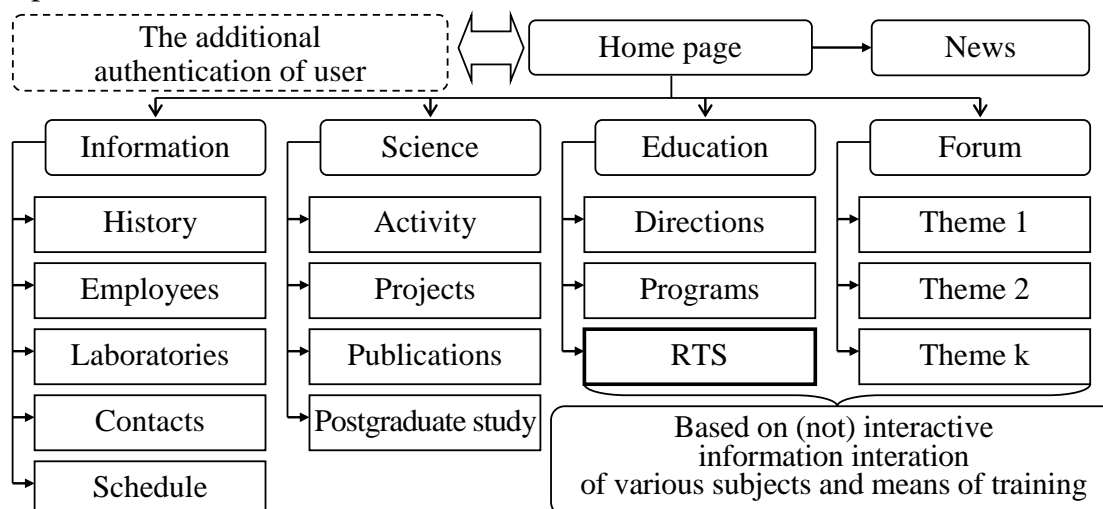 The additional
authentication of user
Home page
News
Information
Science
Education
Forum
History
Activity
Directions
Theme 1
Employees
Projects
Programs
Theme 2
Laboratories
Publications
RTS
Theme k
Contacts
Postgraduate study
Schedule
Based on (not) interactive
information interation
of various subjects and means of training